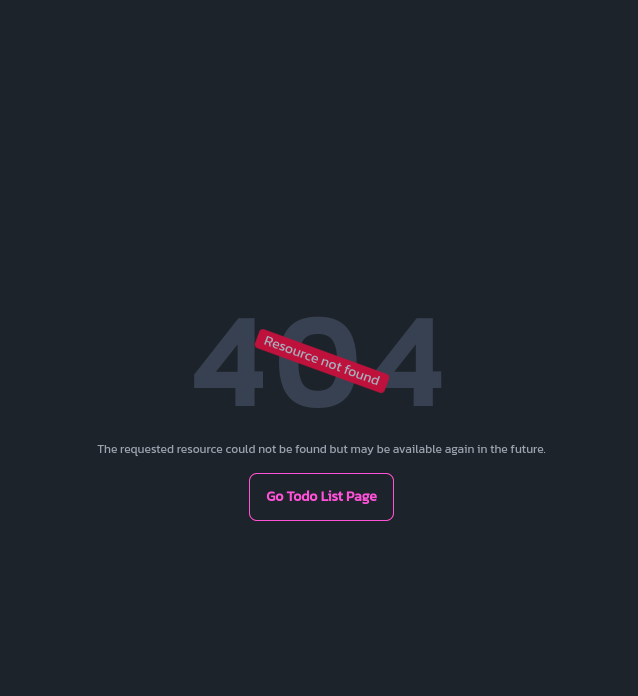 404
Resource not found
The requested resource could not be found but may be available again in the future.
Go Todo List Page